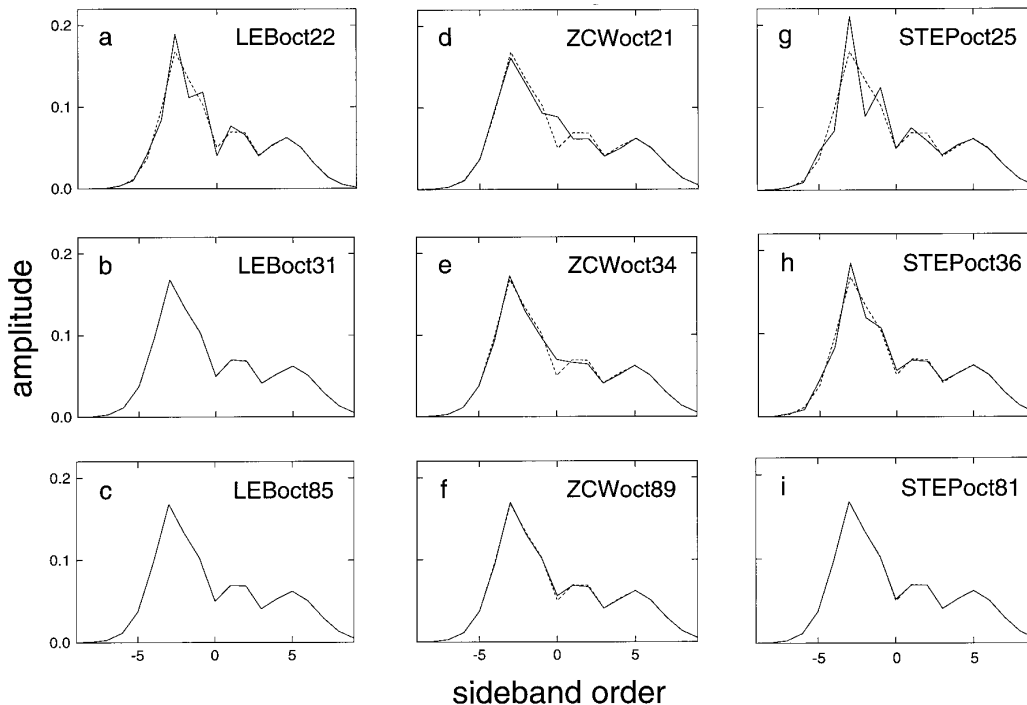 0.2
a LEBoct22
d ZCWoct21
g STEPoct25
0.1
0.0
0.2
b LEBoct31
e ZCWoct34
h STEPoct36
0.1
0.0
0.2
c LEBoct85
f ZCWoct89
i STEPoct81
0.1
0.0
-5 0 5
-5 0 5
-5 0 5
amplitude
sideband order